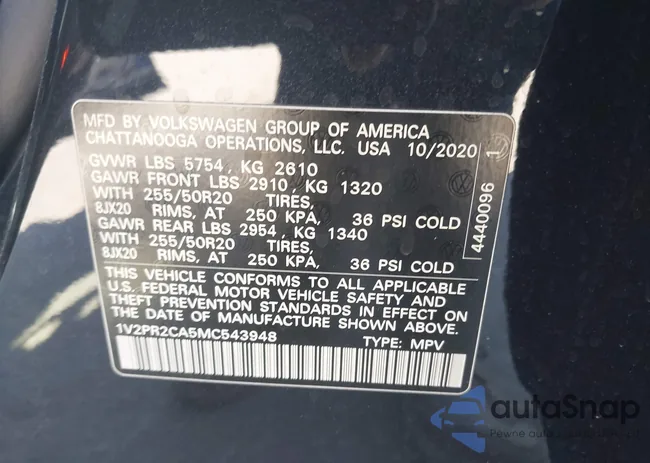 MFD BY VOLKSWAGEN GROUP OF AMERICA
CHATTANOOGA OPERATIONS, LLC. USA 10/2020
GVWR LBS 5754, KG 2610
GAWR FRONT LBS 2910, KG 1320
WITH 255/50R20 TIRES,
8JX20 RIMS, AT 250 KPA, 36 PSI COLD
GAWR REAR LBS 2954, KG 1340
WITH 255/50R20 TIRES,
8JX20 RIMS, AT 250 KPA, 36 PSI COLD
THIS VEHICLE CONFORMS TO ALL APPLICABLE
U.S. FEDERAL MOTOR VEHICLE SAFETY AND
THEFT PREVENTION STANDARDS IN EFFECT ON
THE DATE OF MANUFACTURE SHOWN ABOVE.
1V2PR2CA5MC543948 TYPE: MPV
4440096 1
autoSnap
Pewne auto